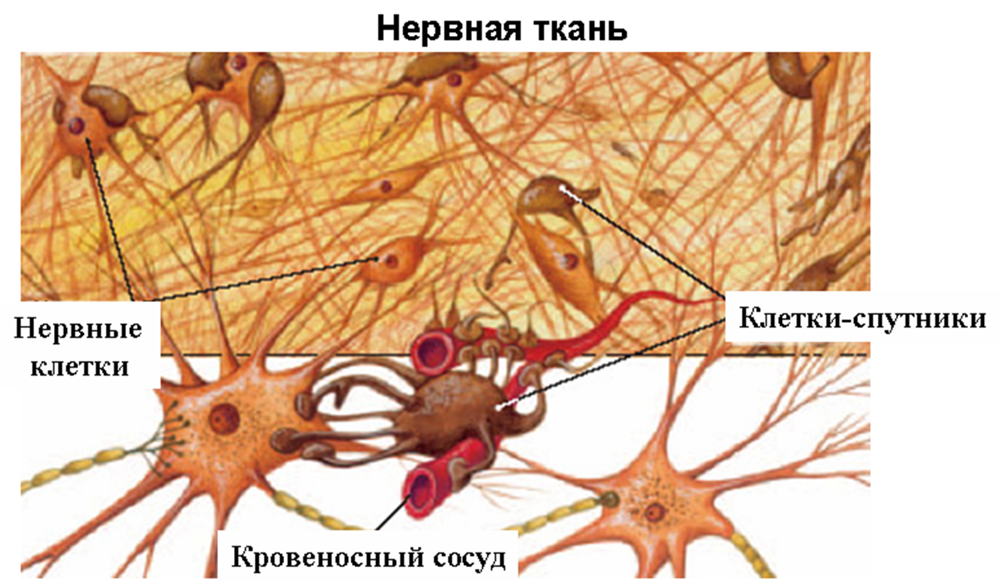 Нервная ткань
Нервные
клетки
Клетки-спутники
Кровеносный сосуд